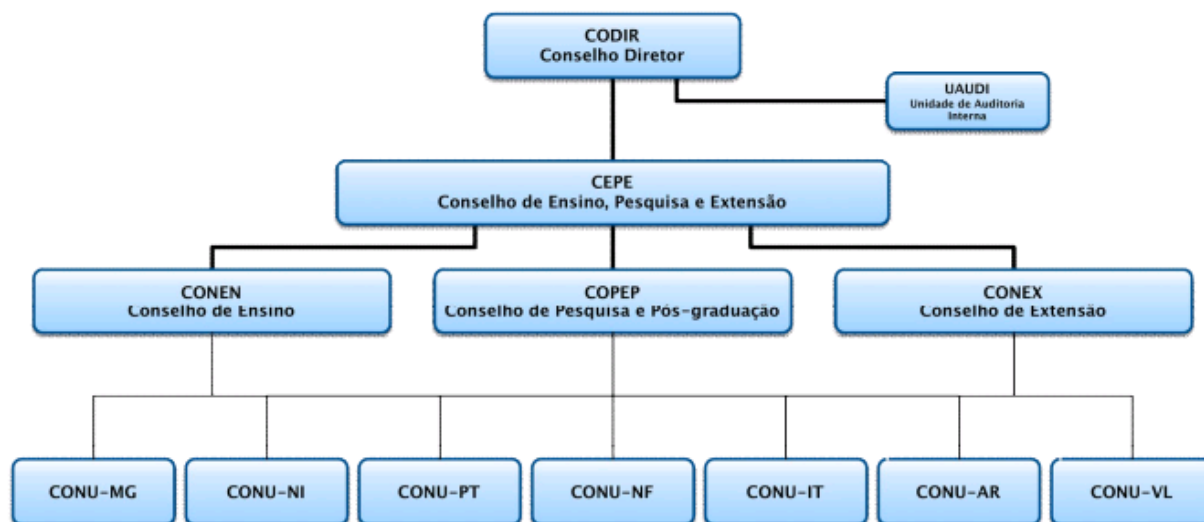 CODIR
Conselho Diretor
UAUDI
Unidade de Auditoria
Interna
CEPE
Conselho de Ensino, Pesquisa e Extensão
CONEN
Conselho de Ensino
COPEP
Conselho de Pesquisa e Pós-graduação
CONEX
Conselho de Extensão
CONU-MG
CONU-NI
CONU-PT
CONU-NF
CONU-IT
CONU-AR
CONU-VL